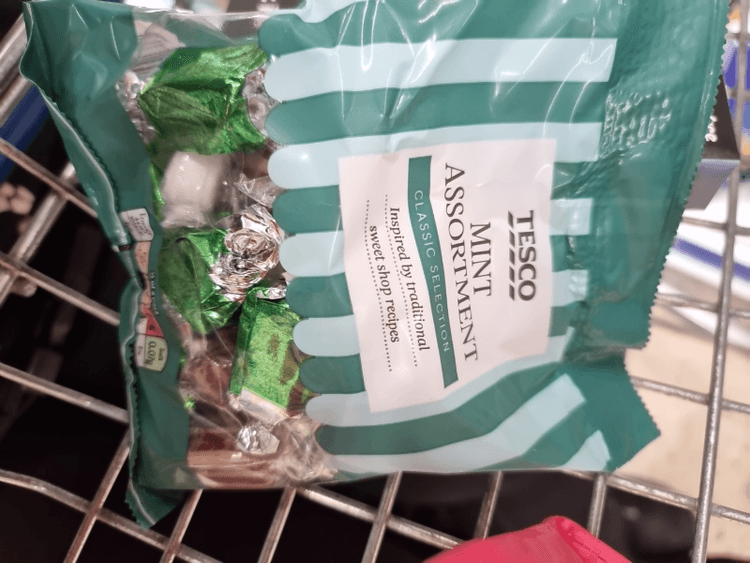 TESCO
MINT
ASSORTMENT
CLASSIC SELECTION
Inspired by traditional
sweet shop recipes